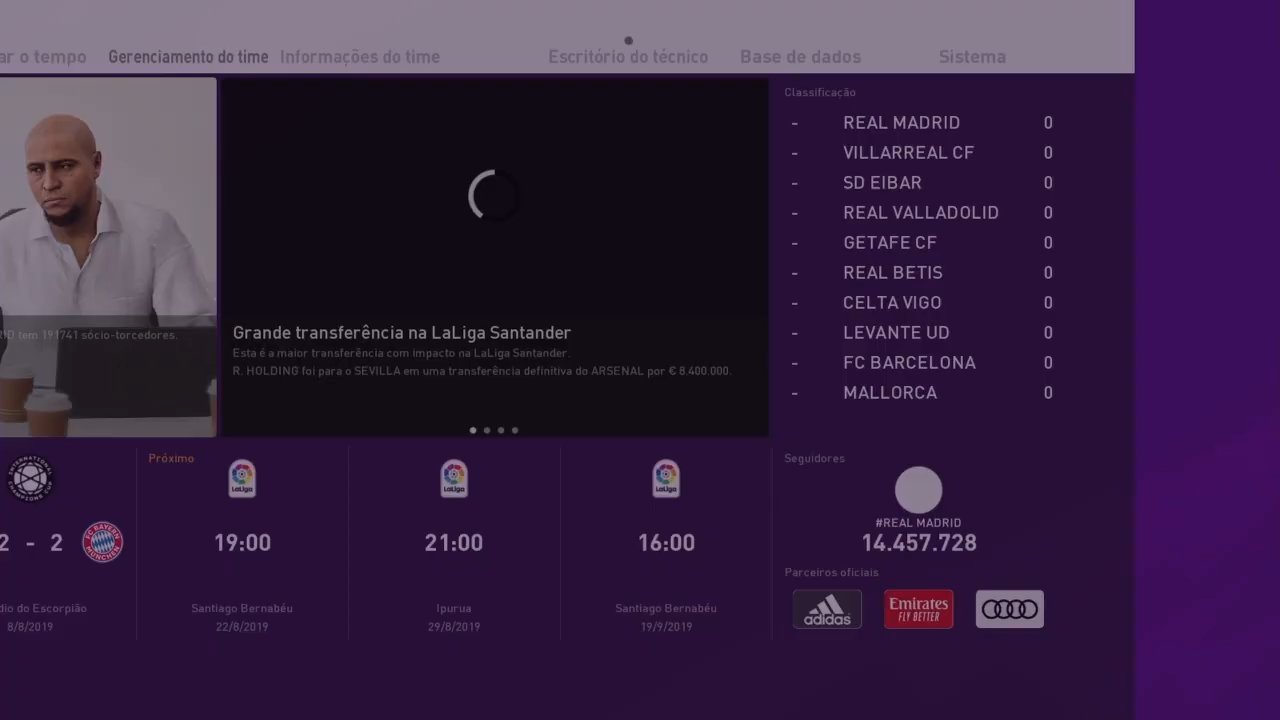 ar o tempo Gerenciamento do time Informações do time Escritório do técnico Base de dados Sistema
tem 191741 sócio-torcedores.
Grande transferência na LaLiga Santander
Esta é a maior transferência com impacto na LaLiga Santander.
R. HOLDING foi para o SEVILLA em uma transferência definitiva do ARSENAL por € 8.400.000.
Classificação
- REAL MADRID 0
- VILLARREAL CF 0
- SD EIBAR 0
- REAL VALLADOLID 0
- GETAFE CF 0
- REAL BETIS 0
- CELTA VIGO 0
- LEVANTE UD 0
- FC BARCELONA 0
- MALLORCA 0
INTERNATIONAL CHAMPIONS CUP
2 - 2
FC BAYERN MÜNCHEN
dio do Escorpião
8/8/2019
Próximo
LaLiga
19:00
Santiago Bernabéu
22/8/2019
LaLiga
21:00
Ipurua
29/8/2019
LaLiga
16:00
Santiago Bernabéu
19/9/2019
Seguidores
#REAL MADRID
14.457.728
Parceiros oficiais
adidas
Emirates
FLY BETTER